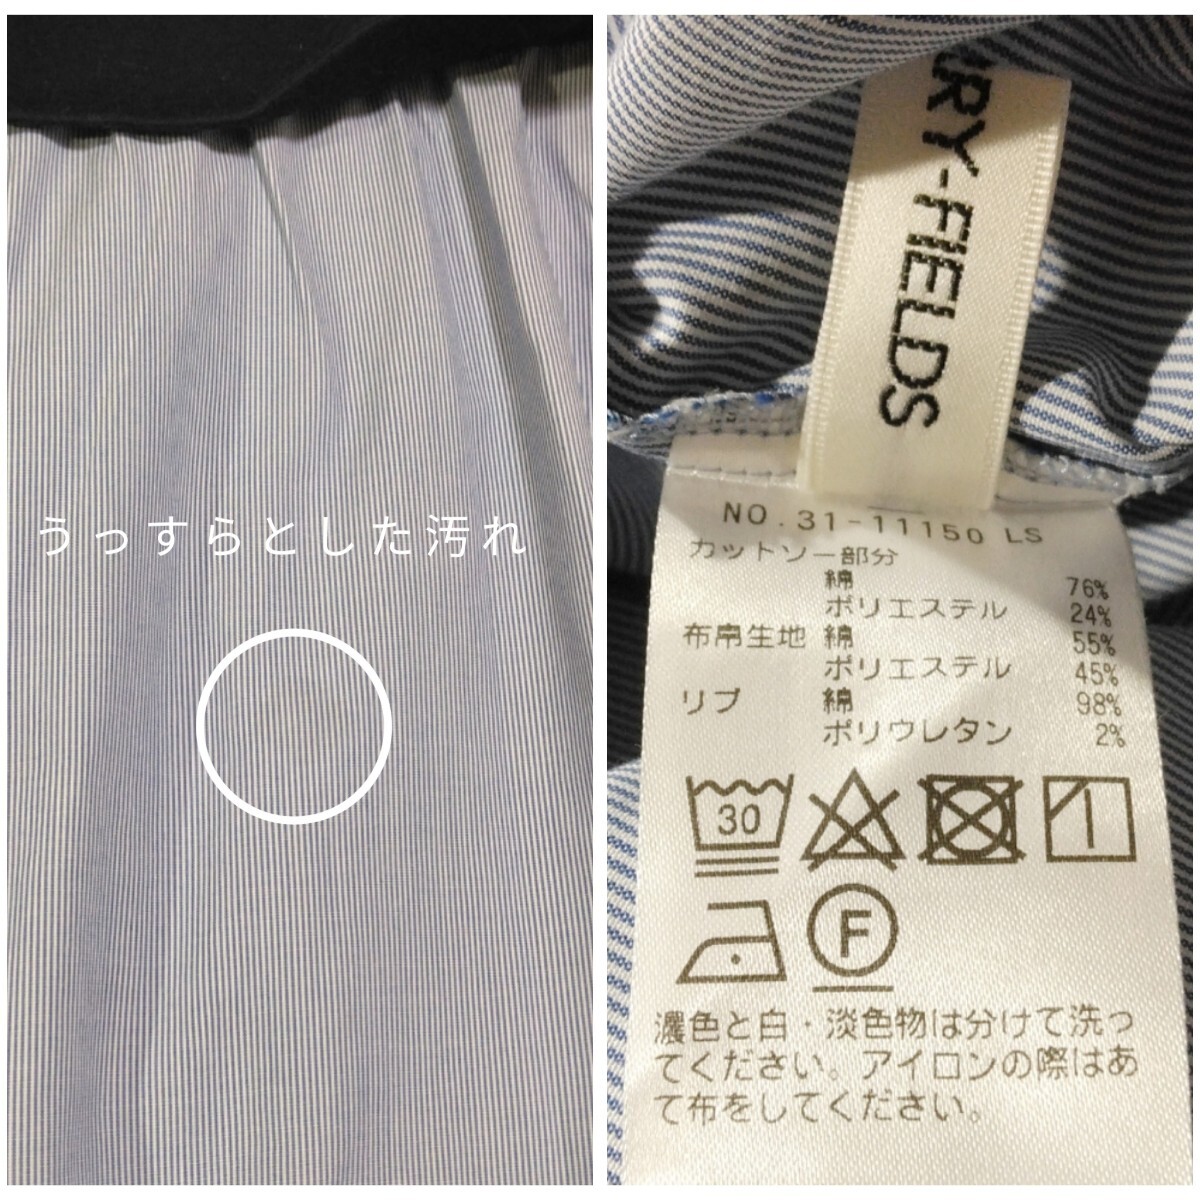 うっすらとした汚れ
RY-FIELDS
NO.31-11150 LS
カットソー部分
綿 76%
ポリエステル 24%
布帛生地 綿 55%
ポリエステル 45%
リブ 綿 98%
ポリウレタン 2%
30
F
濃色と白・淡色物は分けて洗っ
てください。アイロンの際はあ
て布をしてください。